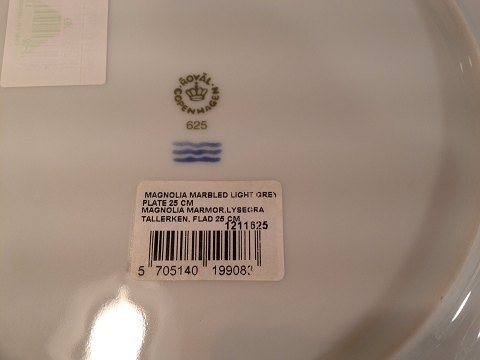 ROYAL COPENHAGEN
625
MAGNOLIA MARBLED LIGHT GREY
PLATE 25 CM
MAGNOLIA MARMOR,LYSEGRA
TALLERKEN, FLAD 25 CM
1211625
5 705140 199083